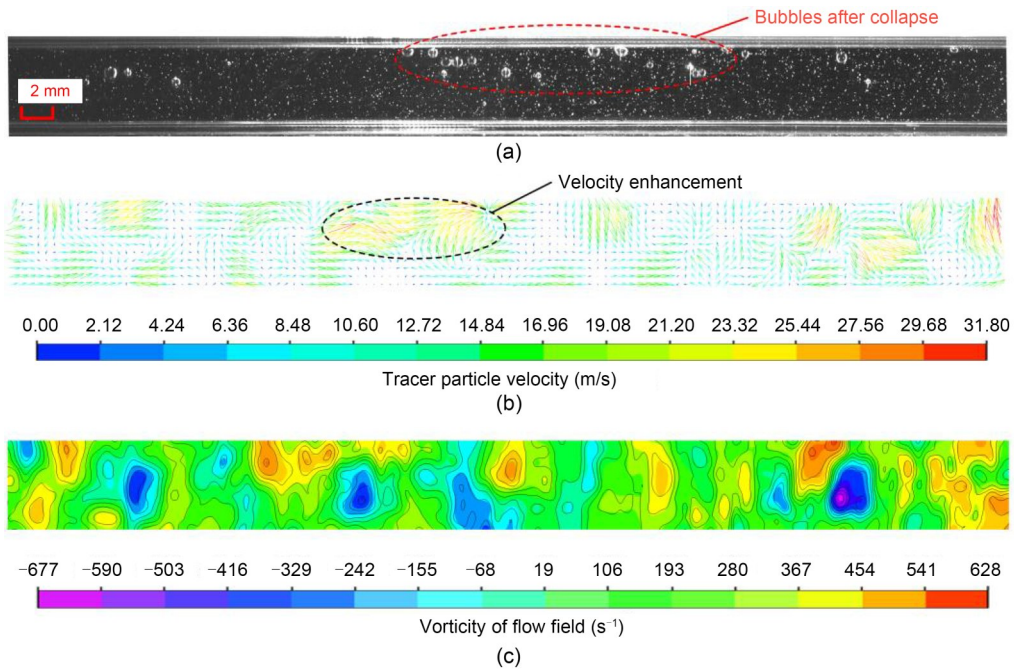 Bubbles after collapse
2 mm
(a)
Velocity enhancement
0.00 2.12 4.24 6.36 8.48 10.60 12.72 14.84 16.96 19.08 21.20 23.32 25.44 27.56 29.68 31.80
Tracer particle velocity (m/s)
(b)
−677 −590 −503 −416 −329 −242 −155 −68 19 106 193 280 367 454 541 628
Vorticity of flow field (s⁻¹)
(c)